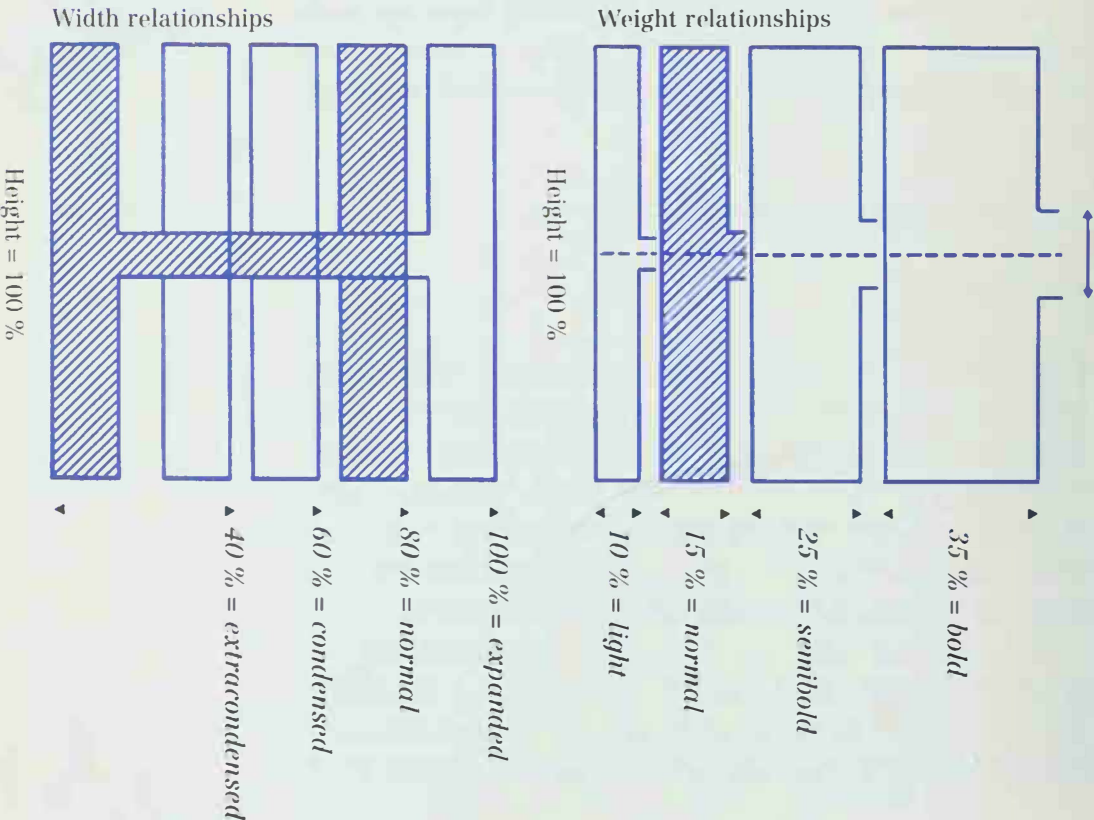 Width relationships
Height = 100 %
40 % = extracondensed
60 % = condensed
80 % = normal
100 % = expanded
Weight relationships
Height = 100 %
10 % = light
15 % = normal
25 % = semibold
35 % = bold